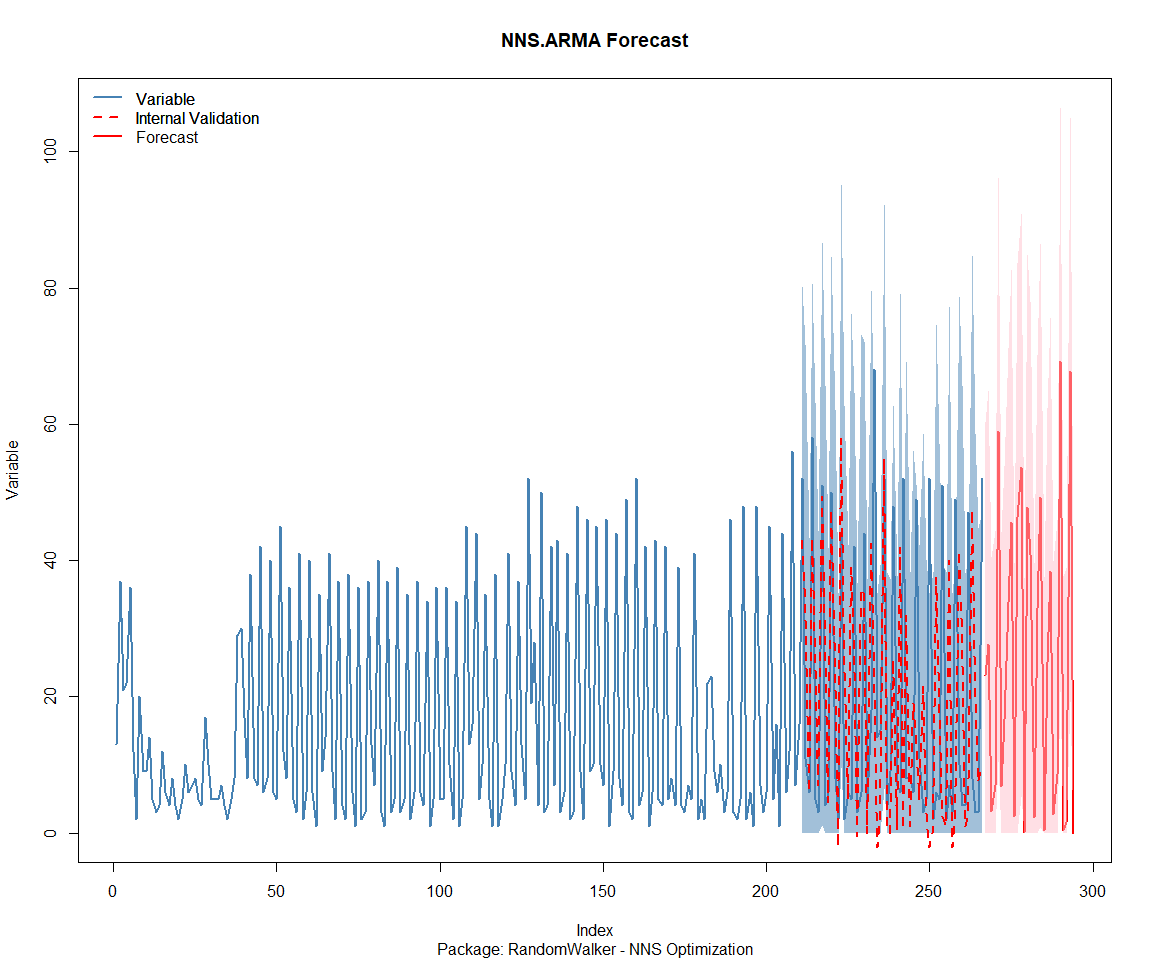 NNS.ARMA Forecast
Variable
Internal Validation
Forecast
Variable
100
80
60
40
20
0
0 50 100 150 200 250 300
Index
Package: RandomWalker - NNS Optimization